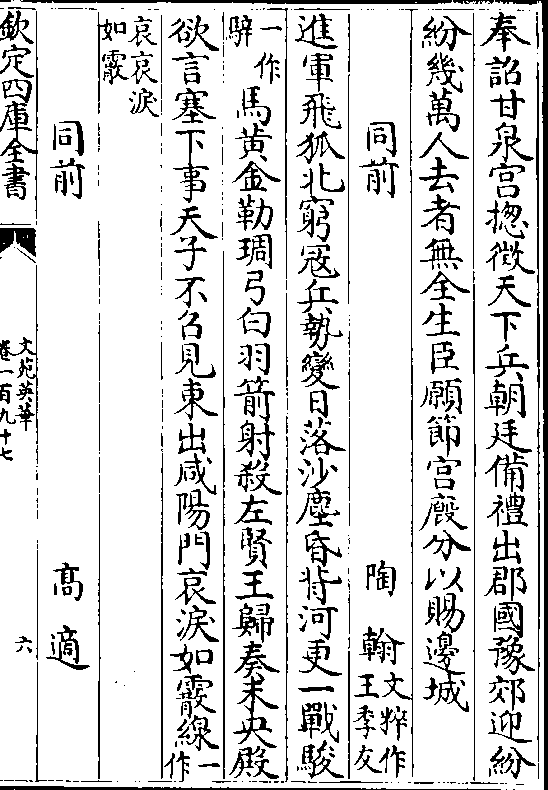 奉詔甘泉宫揔徴天下兵朝廷備禮出郡國豫郊迎紛
紛幾萬人去者無全生臣願節宫廄分以賜邊城
同前　陶翰文粹作王季友
進軍飛狐北窮寇兵勢變日落沙塵昏背河更一戰駿
一作騂馬黄金勒琱弓白羽箭射殺左賢王歸奏未央殿
欲言塞下事天子不召見東出咸陽門哀淚如霰線一作
哀哀淚如霰
同前　高適
欽定四庫全書
文苑英華
卷一百九十七
六